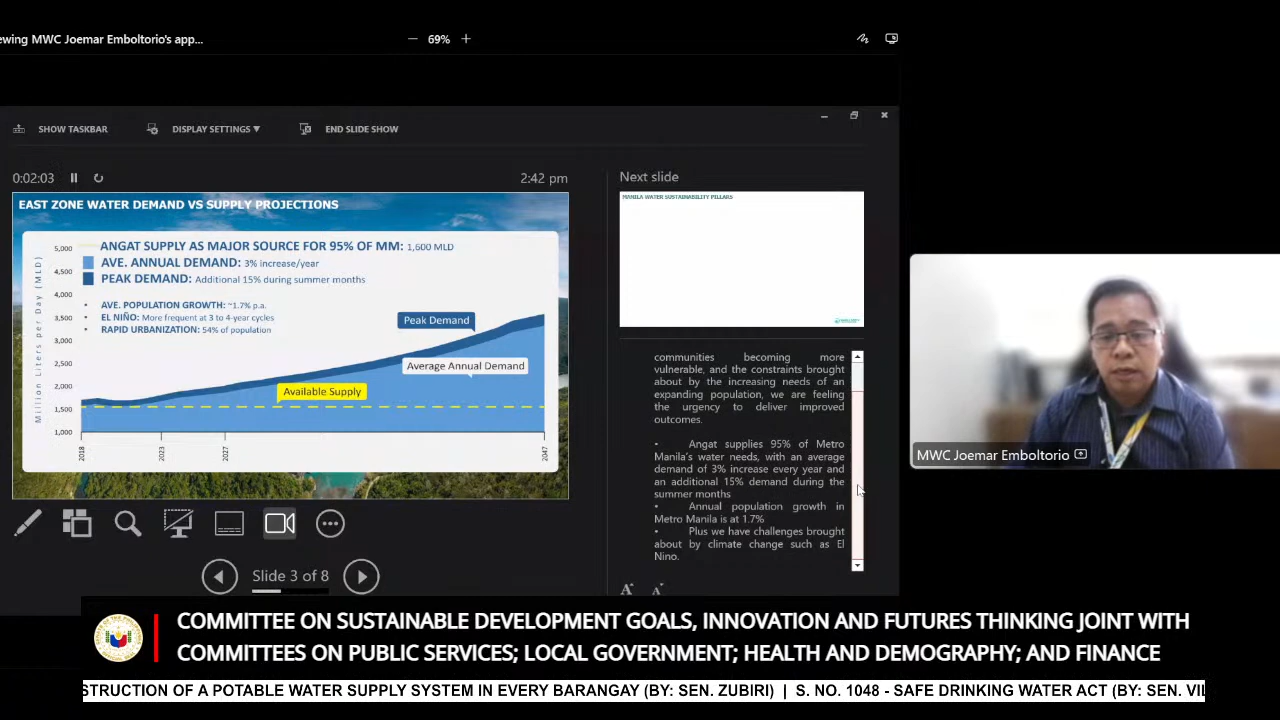 ewing MWC Joemar Emboltorio's app...
69%
SHOW TASKBAR
DISPLAY SETTINGS
END SLIDE SHOW
0:02:03
2:42 pm
Next slide
EAST ZONE WATER DEMAND VS SUPPLY PROJECTIONS
Million Liters per Day (MLD)
5,000
4,500
4,000
3,500
3,000
2,500
2,000
1,500
1,000
ANGAT SUPPLY AS MAJOR SOURCE FOR 95% OF MM: 1,600 MLD
AVE. ANNUAL DEMAND: 3% increase/year
PEAK DEMAND: Additional 15% during summer months
• AVE. POPULATION GROWTH: ~1.7% p.a.
• EL NIÑO: More frequent at 3 to 4-year cycles
• RAPID URBANIZATION: 54% of population
Peak Demand
Average Annual Demand
Available Supply
2018
2023
2027
2047
MANILA WATER SUSTAINABILITY PILLARS
communities becoming more
vulnerable, and the constraints brought
about by the increasing needs of an
expanding population, we are feeling
the urgency to deliver improved
outcomes.
• Angat supplies 95% of Metro
Manila's water needs, with an average
demand of 3% increase every year and
an additional 15% demand during the
summer months
• Annual population growth in
Metro Manila is at 1.7%
• Plus we have challenges brought
about by climate change such as El
Nino.
Slide 3 of 8
MWC Joemar Emboltorio
COMMITTEE ON SUSTAINABLE DEVELOPMENT GOALS, INNOVATION AND FUTURES THINKING JOINT WITH
COMMITTEES ON PUBLIC SERVICES; LOCAL GOVERNMENT; HEALTH AND DEMOGRAPHY; AND FINANCE
STRUCTION OF A POTABLE WATER SUPPLY SYSTEM IN EVERY BARANGAY (BY: SEN. ZUBIRI) | S. NO. 1048 - SAFE DRINKING WATER ACT (BY: SEN. VIL